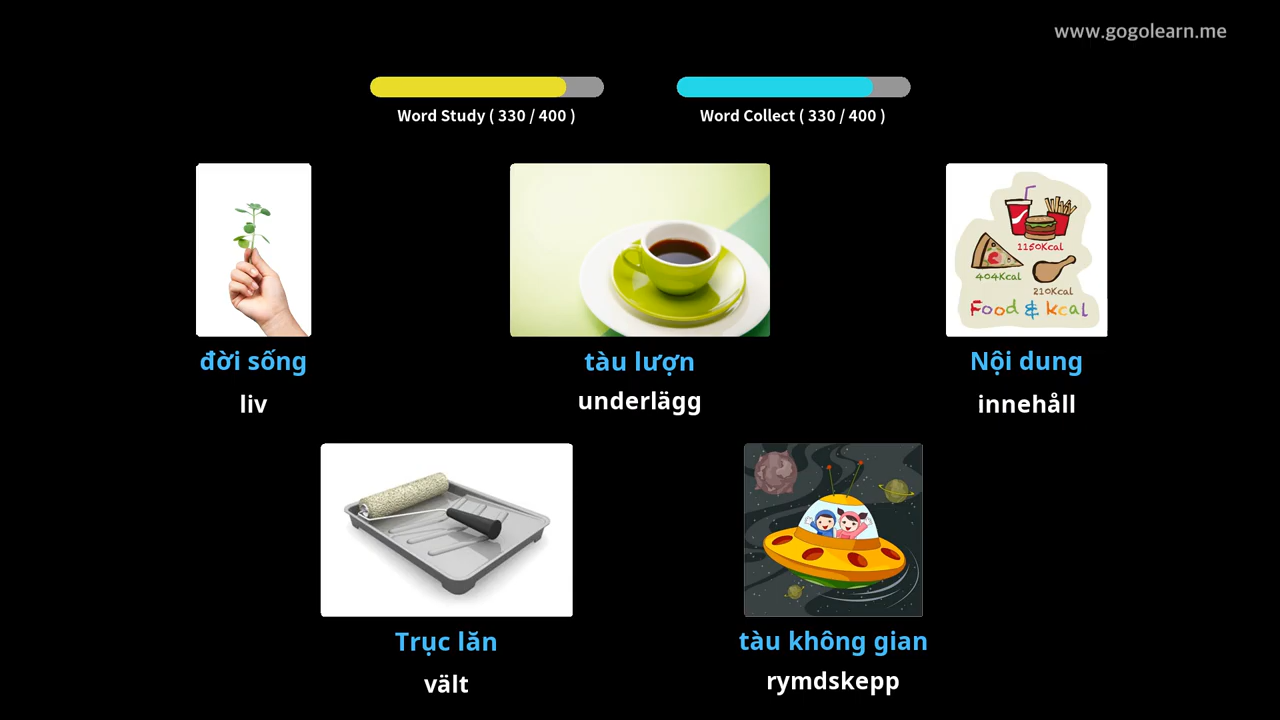 www.gogolearn.me
Word Study ( 330 / 400 )
Word Collect ( 330 / 400 )
1150Kcal
404Kcal
210Kcal
Food & kcal
đời sống
tàu lượn
Nội dung
liv
underlägg
innehåll
Trục lăn
tàu không gian
vält
rymdskepp